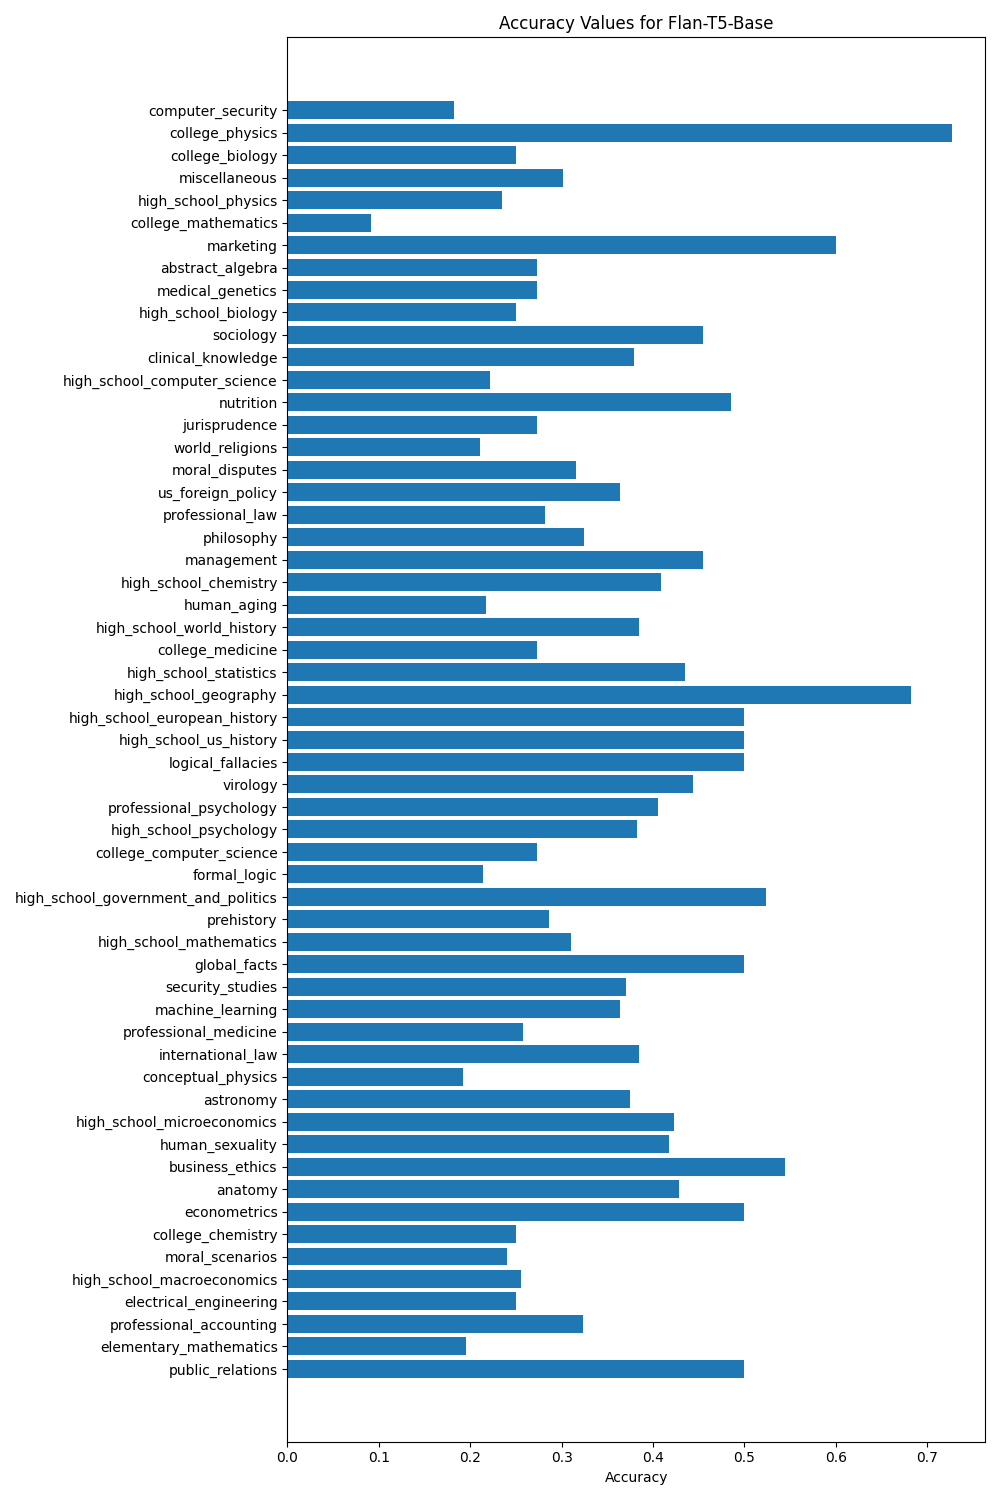 Accuracy Values for Flan-T5-Base
computer_security
college_physics
college_biology
miscellaneous
high_school_physics
college_mathematics
marketing
abstract_algebra
medical_genetics
high_school_biology
sociology
clinical_knowledge
high_school_computer_science
nutrition
jurisprudence
world_religions
moral_disputes
us_foreign_policy
professional_law
philosophy
management
high_school_chemistry
human_aging
high_school_world_history
college_medicine
high_school_statistics
high_school_geography
high_school_european_history
high_school_us_history
logical_fallacies
virology
professional_psychology
high_school_psychology
college_computer_science
formal_logic
high_school_government_and_politics
prehistory
high_school_mathematics
global_facts
security_studies
machine_learning
professional_medicine
international_law
conceptual_physics
astronomy
high_school_microeconomics
human_sexuality
business_ethics
anatomy
econometrics
college_chemistry
moral_scenarios
high_school_macroeconomics
electrical_engineering
professional_accounting
elementary_mathematics
public_relations
0.0 0.1 0.2 0.3 0.4 0.5 0.6 0.7
Accuracy